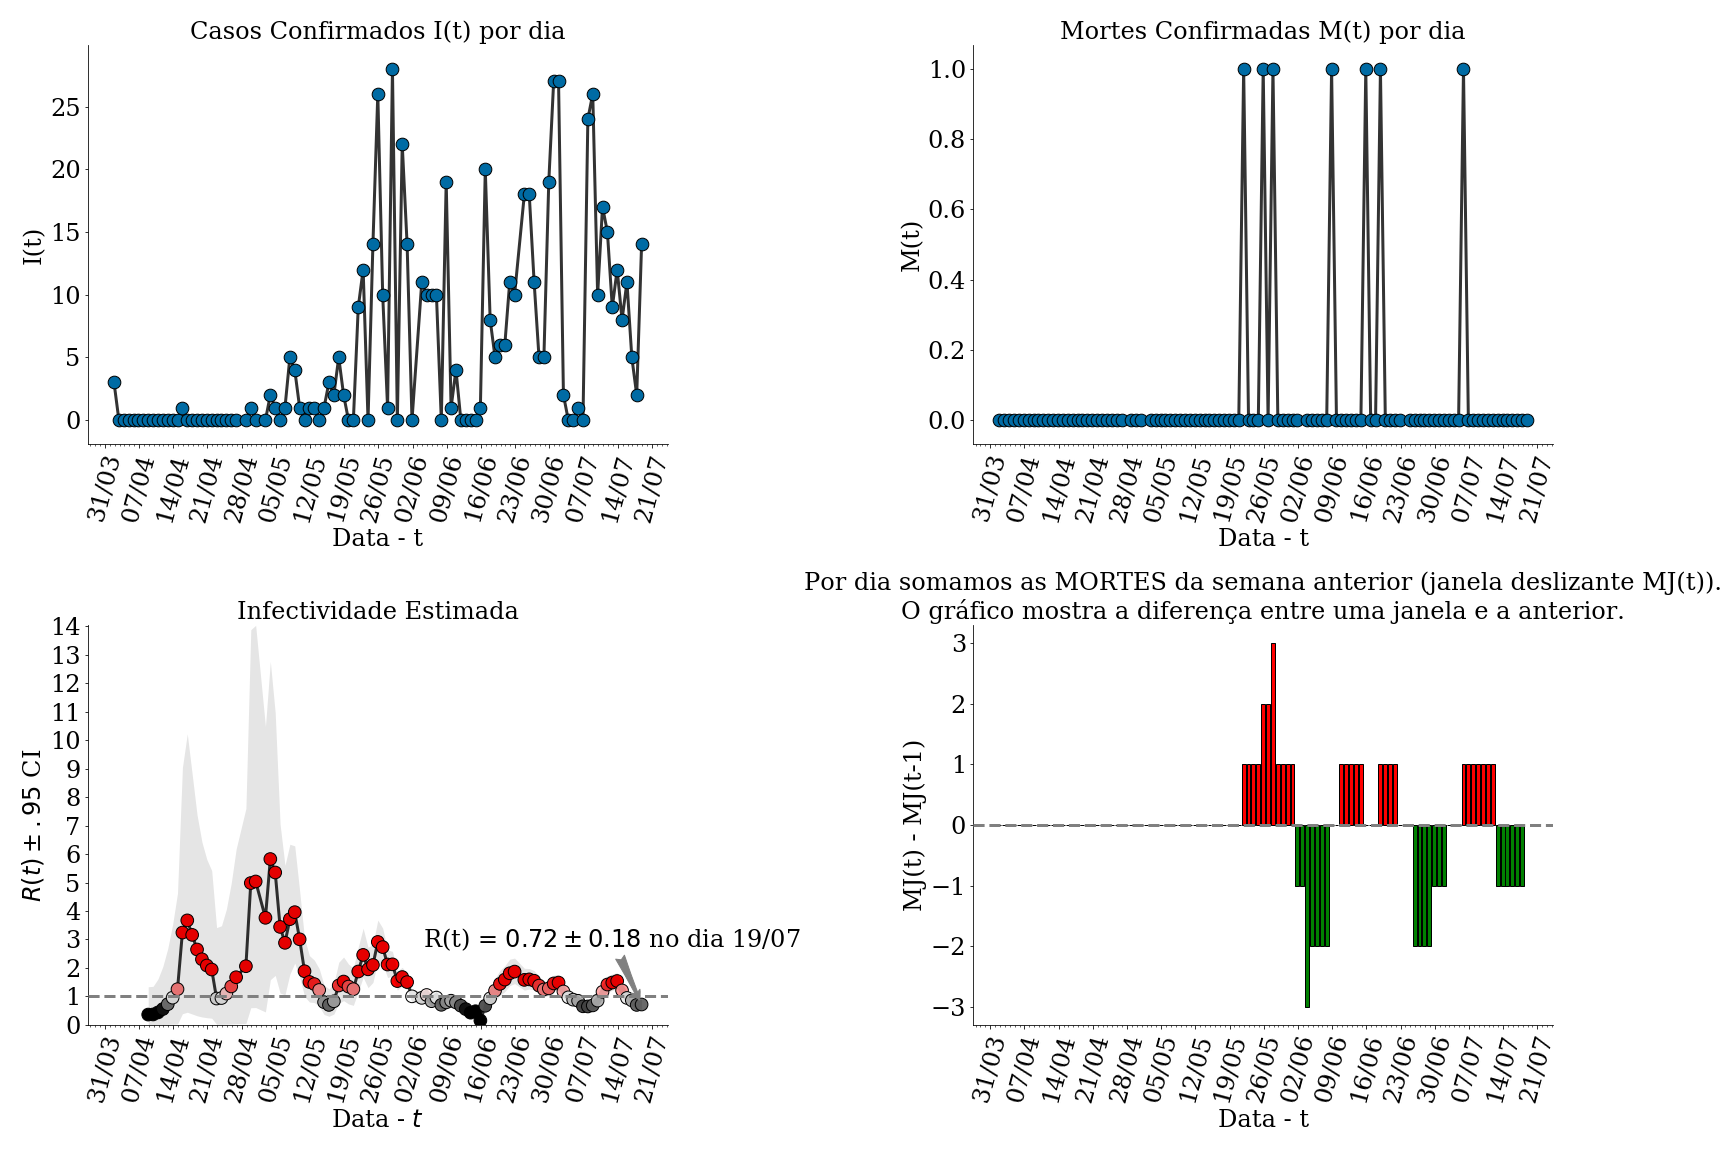 Casos Confirmados I(t) por dia
I(t)
25
20
15
10
5
0
31/03 07/04 14/04 21/04 28/04 05/05 12/05 19/05 26/05 02/06 09/06 16/06 23/06 30/06 07/07 14/07 21/07
Data - t
Mortes Confirmadas M(t) por dia
M(t)
1.0
0.8
0.6
0.4
0.2
0.0
31/03 07/04 14/04 21/04 28/04 05/05 12/05 19/05 26/05 02/06 09/06 16/06 23/06 30/06 07/07 14/07 21/07
Data - t
Infectividade Estimada
R(t) ± .95 CI
14
13
12
11
10
9
8
7
6
5
4
3
2
1
0
R(t) = 0.72 ± 0.18 no dia 19/07
31/03 07/04 14/04 21/04 28/04 05/05 12/05 19/05 26/05 02/06 09/06 16/06 23/06 30/06 07/07 14/07 21/07
Data - t
Por dia somamos as MORTES da semana anterior (janela deslizante MJ(t)).
O gráfico mostra a diferença entre uma janela e a anterior.
MJ(t) - MJ(t-1)
3
2
1
0
−1
−2
−3
31/03 07/04 14/04 21/04 28/04 05/05 12/05 19/05 26/05 02/06 09/06 16/06 23/06 30/06 07/07 14/07 21/07
Data - t